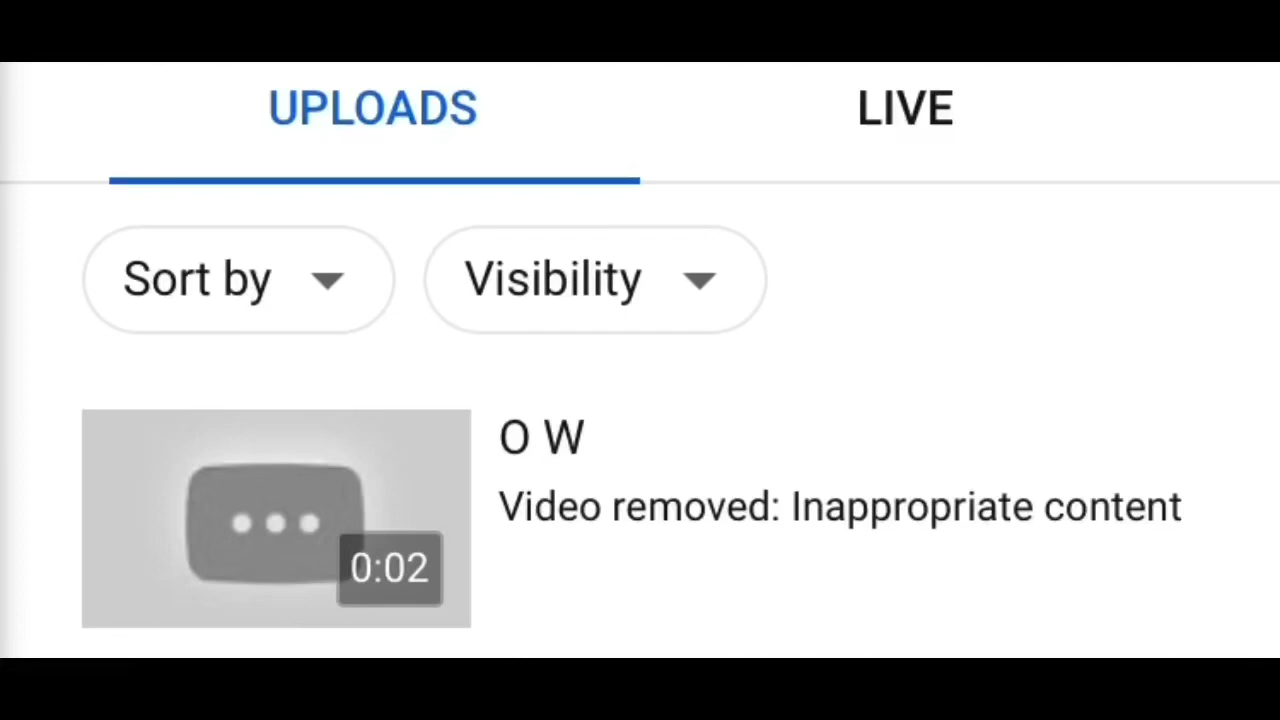 UPLOADS LIVE
Sort by Visibility
O W
Video removed: Inappropriate content
0:02